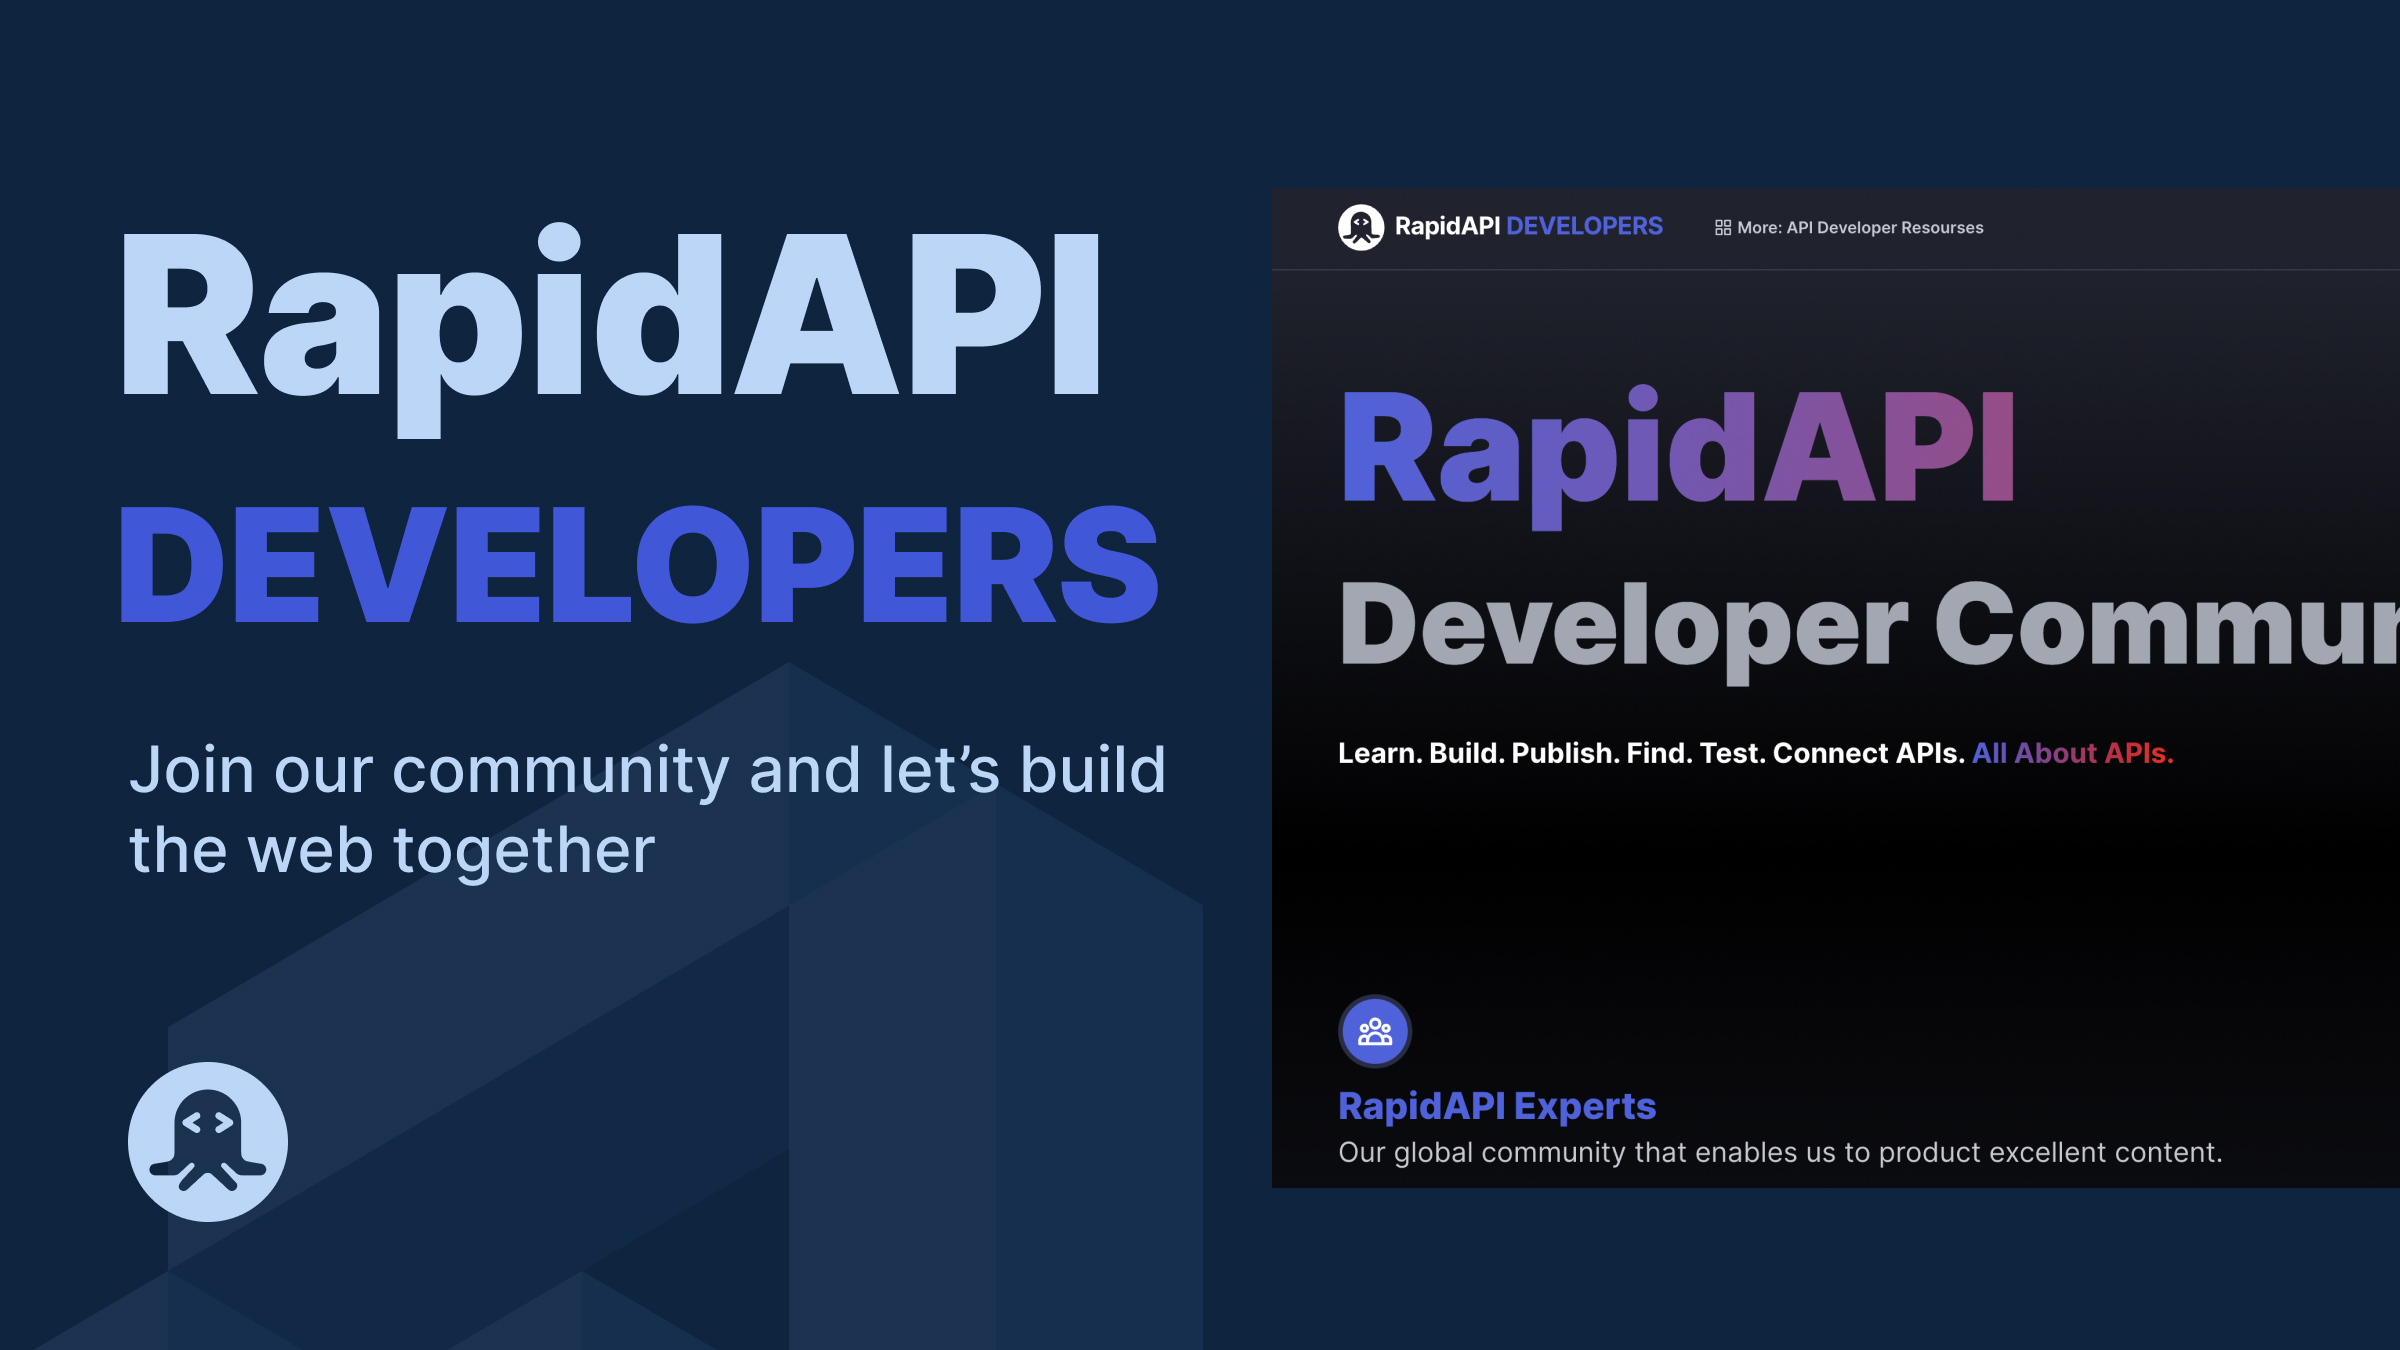 RapidAPI
DEVELOPERS
Join our community and let’s build
the web together
RapidAPI DEVELOPERS
More: API Developer Resourses
RapidAPI
Developer Commun
Learn. Build. Publish. Find. Test. Connect APIs. All About APIs.
RapidAPI Experts
Our global community that enables us to product excellent content.